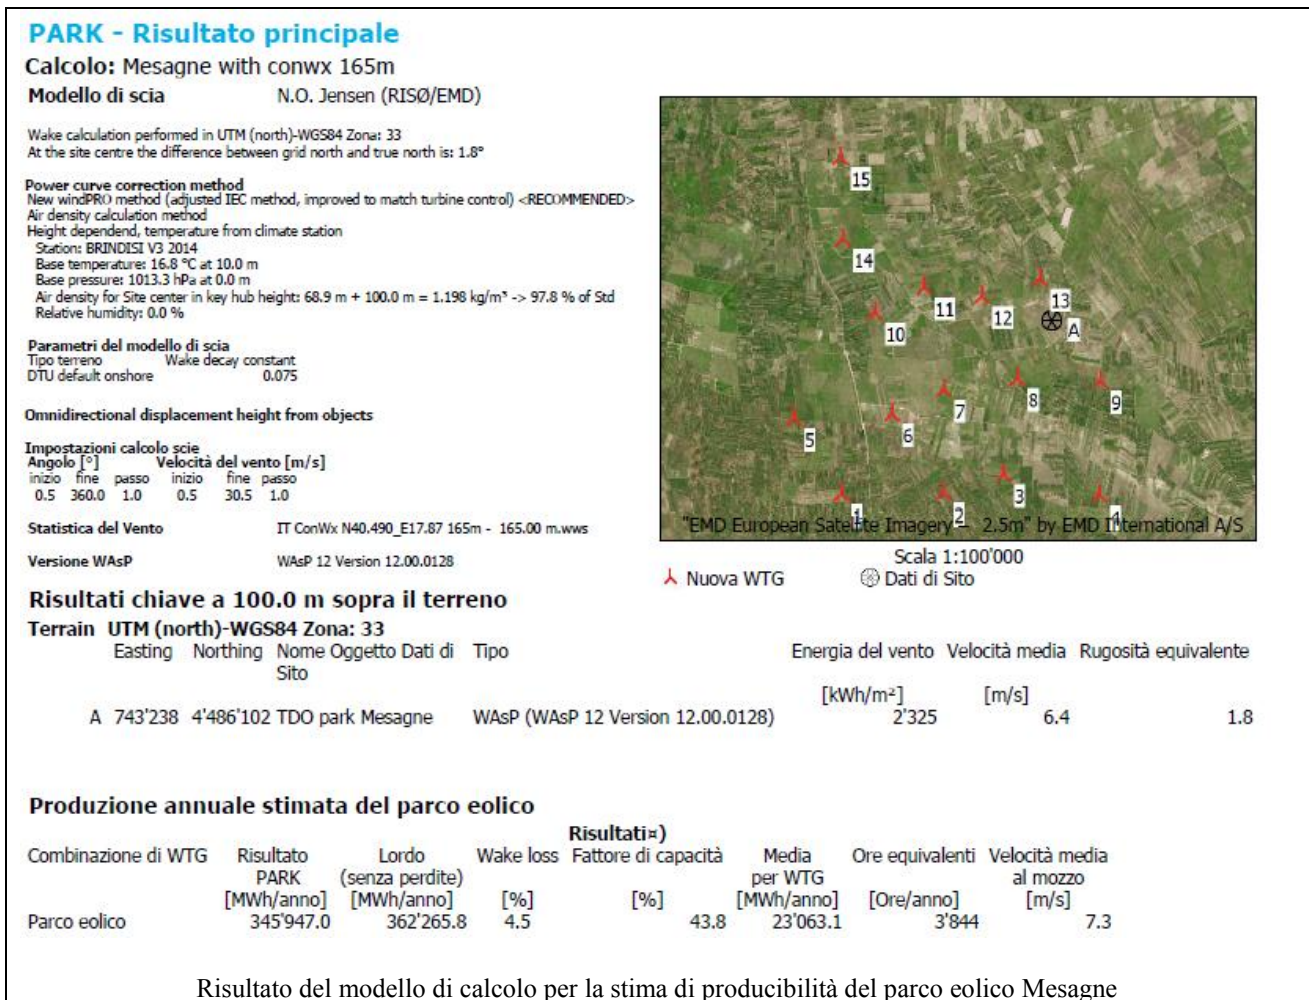 PARK - Risultato principale
Calcolo: Mesagne with conwx 165m
Modello di scia N.O. Jensen (RISØ/EMD)
Wake calculation performed in UTM (north)-WGS84 Zona: 33
At the site centre the difference between grid north and true north is: 1.8°
Power curve correction method
New windPRO method (adjusted IEC method, improved to match turbine control) <RECOMMENDED>
Air density calculation method
Height dependend, temperature from climate station
Station: BRINDISI V3 2014
Base temperature: 16.8 °C at 10.0 m
Base pressure: 1013.3 hPa at 0.0 m
Air density for Site center in key hub height: 68.9 m + 100.0 m = 1.198 kg/m³ -> 97.8 % of Std
Relative humidity: 0.0 %
Parametri del modello di scia
Tipo terreno Wake decay constant
DTU default onshore 0.075
Omnidirectional displacement height from objects
Impostazioni calcolo scie
Angolo [°] Velocità del vento [m/s]
inizio fine passo inizio fine passo
0.5 360.0 1.0 0.5 30.5 1.0
Statistica del Vento IT ConWx N40.490_E17.87 165m - 165.00 m.wws
Versione WAsP WAsP 12 Version 12.00.0128
15
14
13
11
12
A
10
8
9
7
6
5
3
1
2
4
"EMD European Satellite Imagery – 2.5m" by EMD International A/S
Scala 1:100'000
Nuova WTG Dati di Sito
Risultati chiave a 100.0 m sopra il terreno
Terrain UTM (north)-WGS84 Zona: 33
Easting Northing Nome Oggetto Dati di Tipo Energia del vento Velocità media Rugosità equivalente
Sito
[kWh/m²] [m/s]
A 743'238 4'486'102 TDO park Mesagne WAsP (WAsP 12 Version 12.00.0128) 2'325 6.4 1.8
Produzione annuale stimata del parco eolico
Risultati¤)
Combinazione di WTG Risultato Lordo Wake loss Fattore di capacità Media Ore equivalenti Velocità media
PARK (senza perdite) per WTG al mozzo
[MWh/anno] [MWh/anno] [%] [%] [MWh/anno] [Ore/anno] [m/s]
Parco eolico 345'947.0 362'265.8 4.5 43.8 23'063.1 3'844 7.3
Risultato del modello di calcolo per la stima di producibilità del parco eolico Mesagne